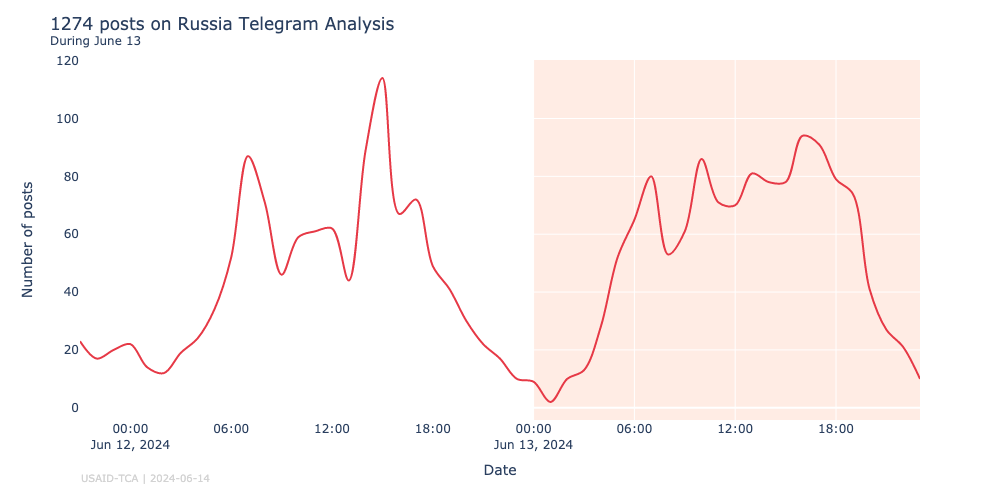 1274 posts on Russia Telegram Analysis
During June 13
120
100
80
60
40
20
0
Number of posts
00:00 06:00 12:00 18:00 00:00 06:00 12:00 18:00
Jun 12, 2024 Jun 13, 2024
Date
USAID-TCA | 2024-06-14